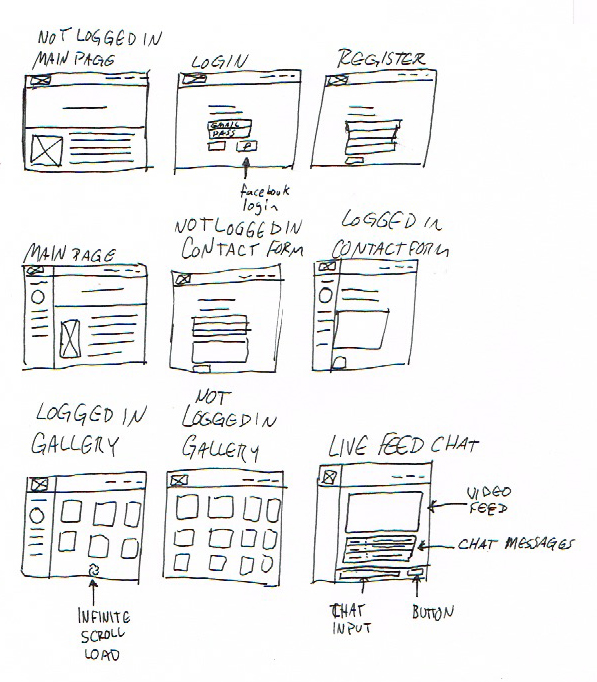 NOT LOGGED IN
MAIN PAGE
LOGIN
REGISTER
EMAIL
PASS
facebook
login
MAIN PAGE
NOT LOGGED IN
CONTACT FORM
LOGGED IN
CONTACT FORM
LOGGED IN
GALLERY
NOT
LOGGED IN
GALLERY
LIVE FEED CHAT
VIDEO
FEED
CHAT MESSAGES
INFINITE
SCROLL
LOAD
CHAT
INPUT
BUTTON